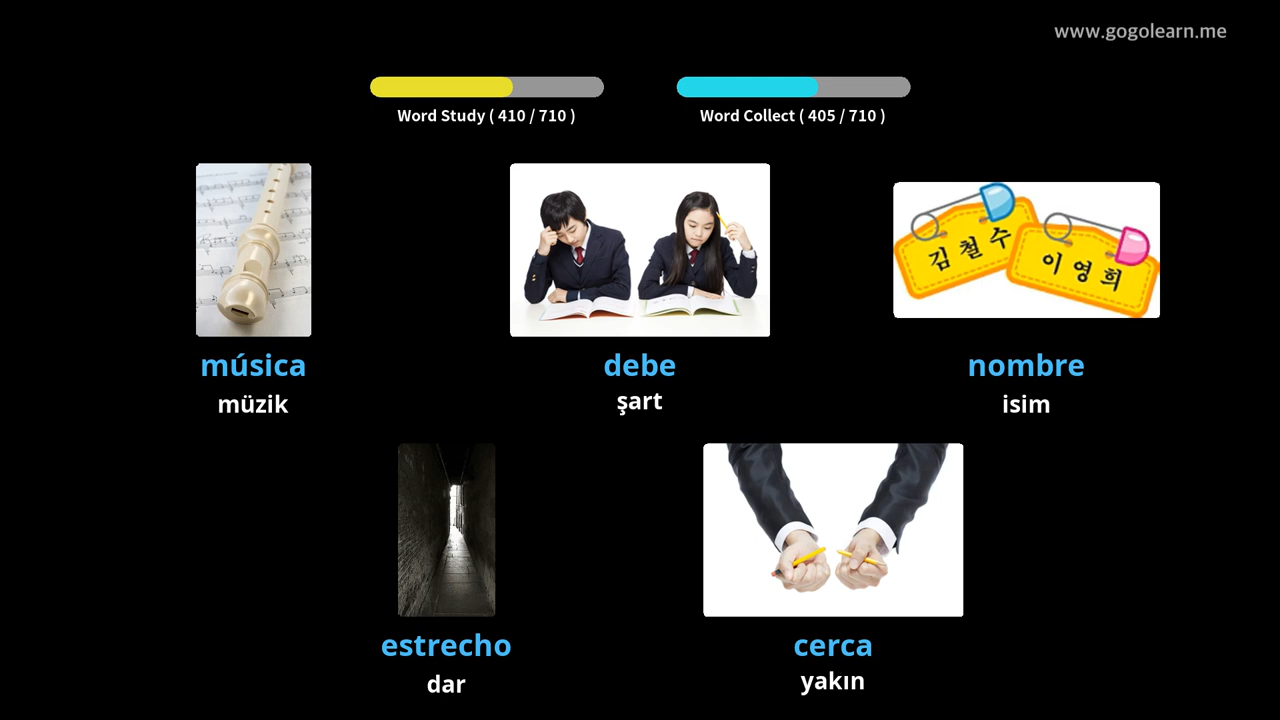 www.gogolearn.me
Word Study ( 410 / 710 )
Word Collect ( 405 / 710 )
김철수
이영희
música
müzik
debe
şart
nombre
isim
estrecho
dar
cerca
yakın